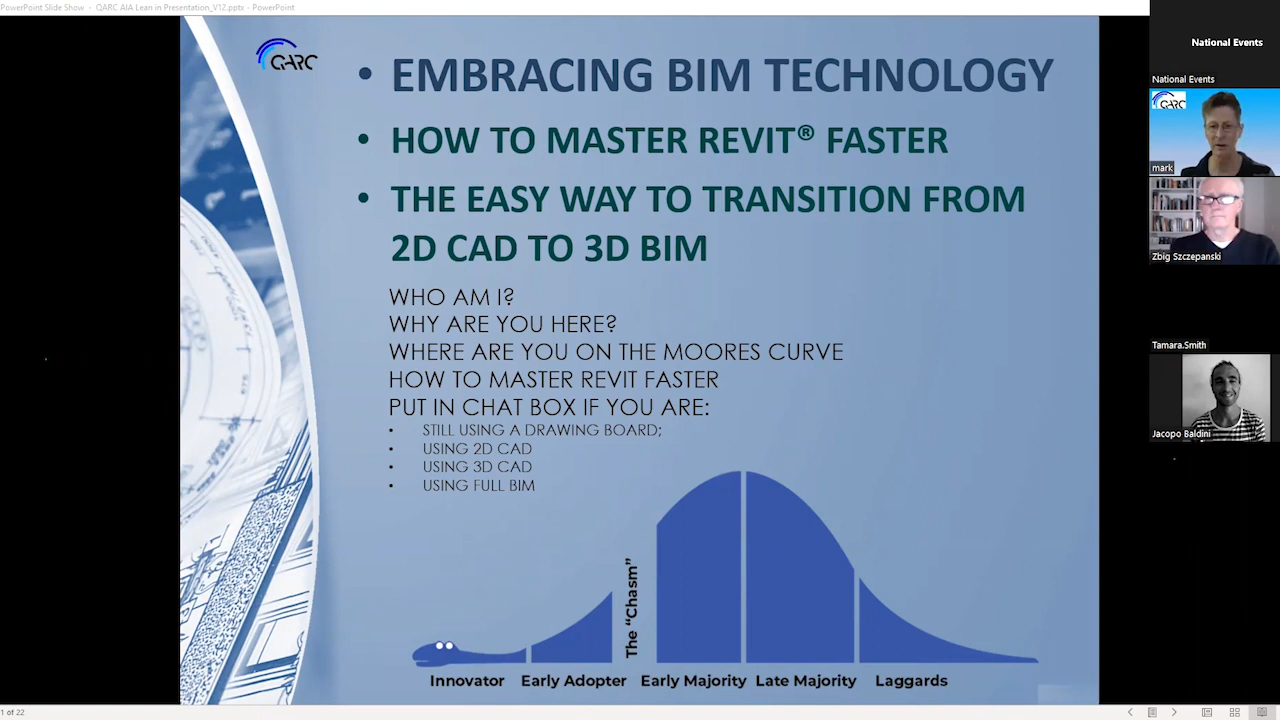 PowerPoint Slide Show - QARC AIA Lean in Presentation_V12.pptx - PowerPoint
QARC
• EMBRACING BIM TECHNOLOGY
• HOW TO MASTER REVIT® FASTER
• THE EASY WAY TO TRANSITION FROM
2D CAD TO 3D BIM
WHO AM I?
WHY ARE YOU HERE?
WHERE ARE YOU ON THE MOORES CURVE
HOW TO MASTER REVIT FASTER
PUT IN CHAT BOX IF YOU ARE:
• STILL USING A DRAWING BOARD;
• USING 2D CAD
• USING 3D CAD
• USING FULL BIM
The "Chasm"
Innovator
Early Adopter
Early Majority
Late Majority
Laggards
National Events
National Events
QARC
mark
Zbig Szczepanski
Tamara.Smith
Jacopo Baldini
1 of 22